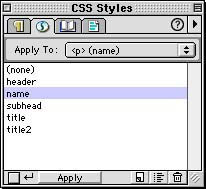 CSS Styles
Apply To: <p> (name)
(none)
header
name
subhead
title
title2
Apply